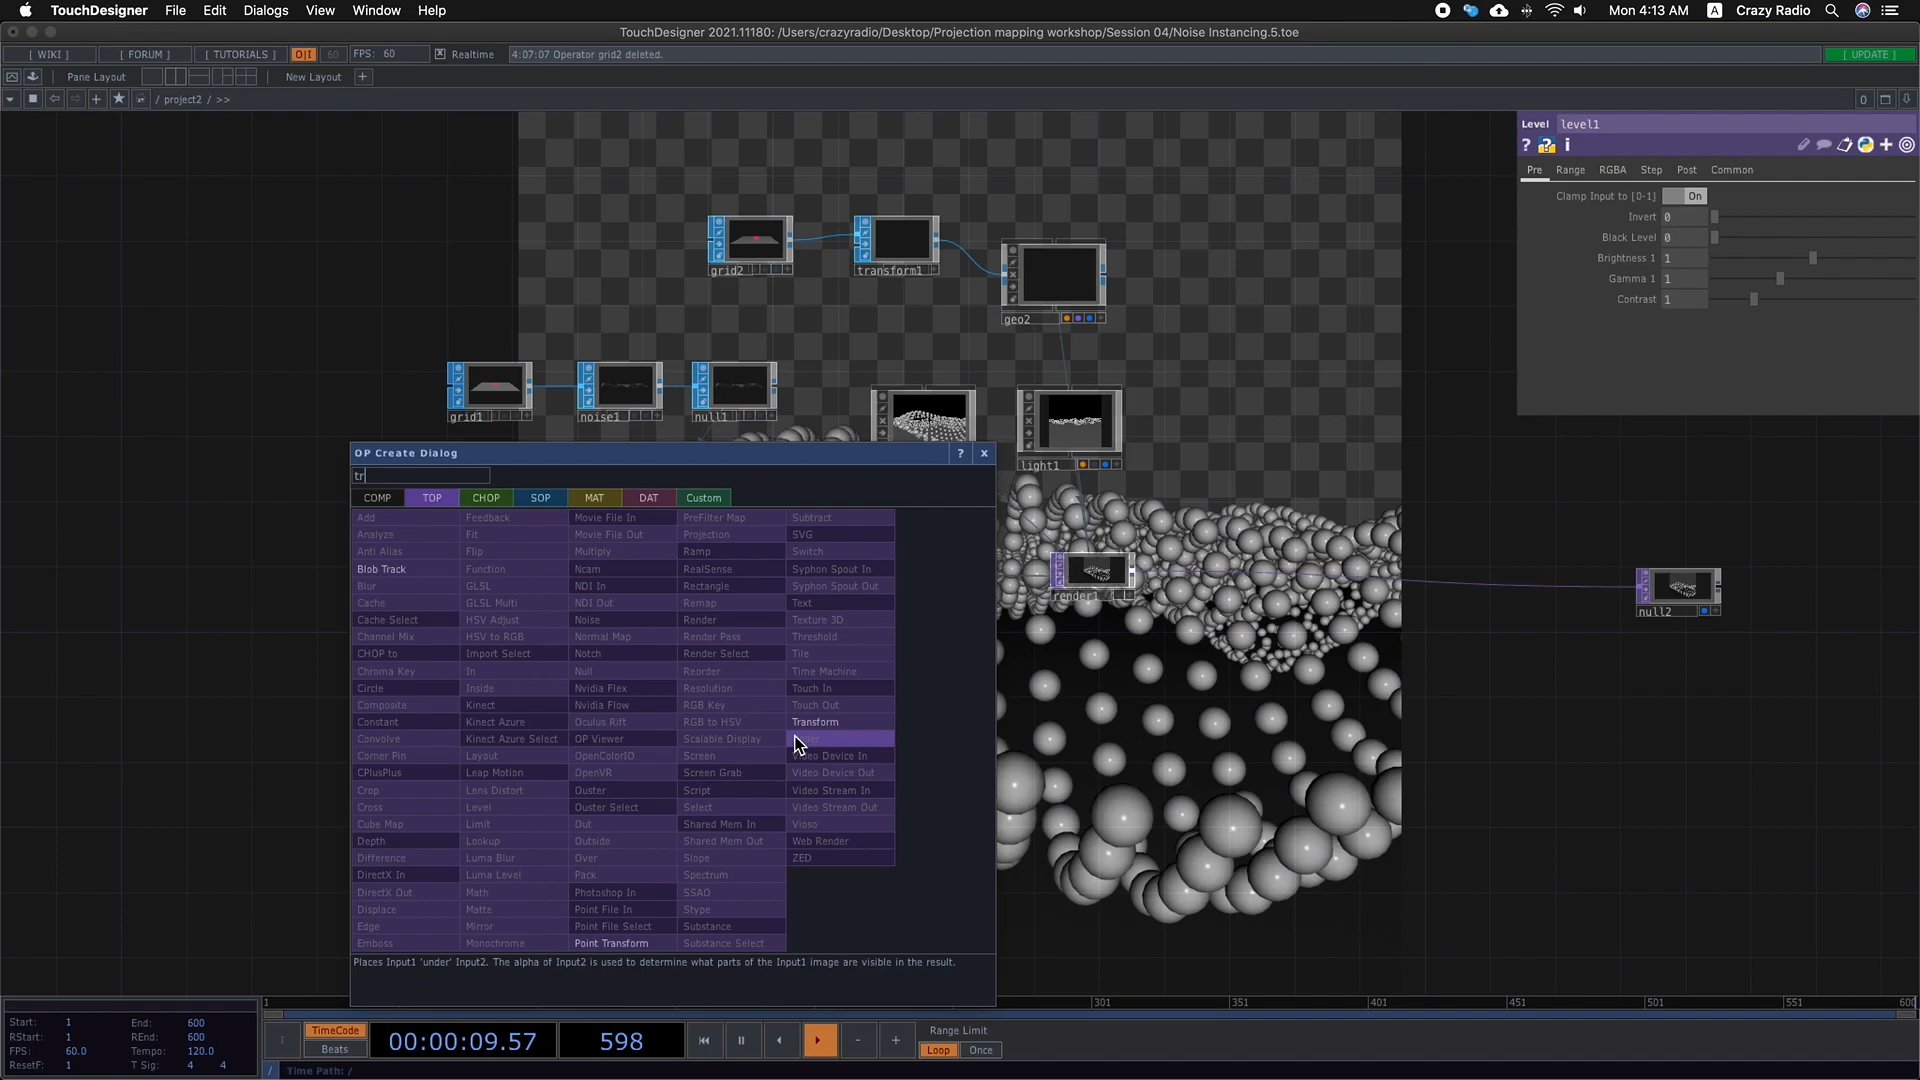 TouchDesigner File Edit Dialogs View Window Help Mon 4:13 AM A Crazy Radio
TouchDesigner 2021.11180: /Users/crazyradio/Desktop/Projection mapping workshop/Session 04/Noise Instancing.5.toe
[ WIKI ] [ FORUM ] [ TUTORIALS ] O|I 60 FPS: 60 Realtime 4:07:07 Operator grid2 deleted. [ UPDATE ]
Pane Layout New Layout +
/ project2 / >> 0
Level level1
Pre Range RGBA Step Post Common
Clamp Input to [0-1] On
Invert 0
Black Level 0
Brightness 1 1
Gamma 1 1
Contrast 1
grid2 transform1
geo2
grid1 noise1 null1
light1
render1
null2
OP Create Dialog ? x
tr
COMP TOP CHOP SOP MAT DAT Custom
Add Feedback Movie File In PreFilter Map Subtract
Analyze Fit Movie File Out Projection SVG
Anti Alias Flip Multiply Ramp Switch
Blob Track Function Ncam RealSense Syphon Spout In
Blur GLSL NDI In Rectangle Syphon Spout Out
Cache GLSL Multi NDI Out Remap Text
Cache Select HSV Adjust Noise Render Texture 3D
Channel Mix HSV to RGB Normal Map Render Pass Threshold
CHOP to Import Select Notch Render Select Tile
Chroma Key In Null Reorder Time Machine
Circle Inside Nvidia Flex Resolution Touch In
Composite Kinect Nvidia Flow RGB Key Touch Out
Constant Kinect Azure Oculus Rift RGB to HSV Transform
Convolve Kinect Azure Select OP Viewer Scalable Display
Corner Pin Layout OpenColorIO Screen Video Device In
CPlusPlus Leap Motion OpenVR Screen Grab Video Device Out
Crop Lens Distort Ouster Script Video Stream In
Cross Level Ouster Select Select Video Stream Out
Cube Map Limit Out Shared Mem In Vioso
Depth Lookup Outside Shared Mem Out Web Render
Difference Luma Blur Over Slope ZED
DirectX In Luma Level Pack Spectrum
DirectX Out Math Photoshop In SSAO
Displace Matte Point File In Stype
Edge Mirror Point File Select Substance
Emboss Monochrome Point Transform Substance Select
Places Input1 'under' Input2. The alpha of Input2 is used to determine what parts of the Input1 image are visible in the result.
1 301 351 401 451 501 551 600
Start: 1 End: 600
RStart: 1 REnd: 600
FPS: 60.0 Tempo: 120.0
ResetF: 1 T Sig: 4 4
TimeCode
Beats
00:00:09.57 598
- +
Range Limit
Loop Once
/ Time Path: /